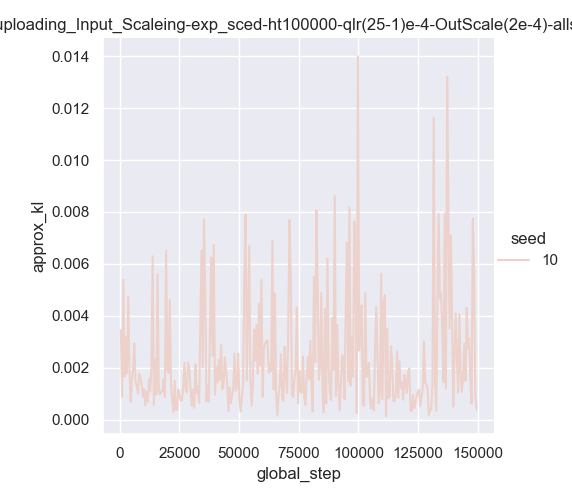 uploading_Input_Scaleing-exp_sced-ht100000-qlr(25-1)e-4-OutScale(2e-4)-alls
0.014
0.012
0.010
0.008
0.006
0.004
0.002
0.000
approx_kl
0 25000 50000 75000 100000 125000 150000
global_step
seed
10